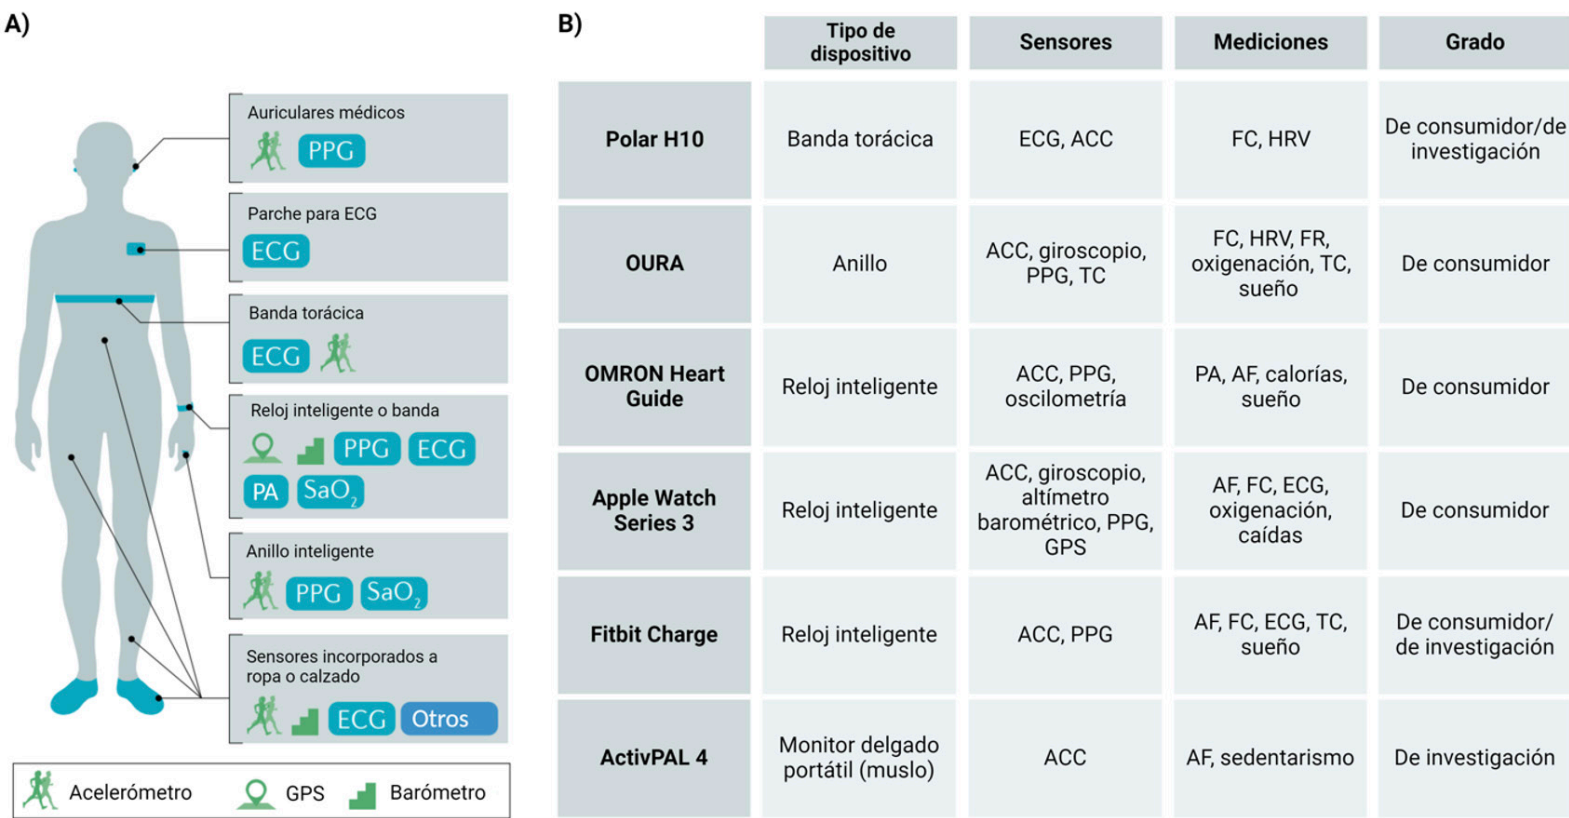 A)
Auriculares médicos
PPG
Parche para ECG
ECG
Banda torácica
ECG
Reloj inteligente o banda
PPG ECG
PA SaO2
Anillo inteligente
PPG SaO2
Sensores incorporados a
ropa o calzado
ECG Otros
Acelerómetro GPS Barómetro
B)
Tipo de
dispositivo
Sensores
Mediciones
Grado
Polar H10
Banda torácica
ECG, ACC
FC, HRV
De consumidor/de
investigación
OURA
Anillo
ACC, giroscopio,
PPG, TC
FC, HRV, FR,
oxigenación, TC,
sueño
De consumidor
OMRON Heart
Guide
Reloj inteligente
ACC, PPG,
oscilometría
PA, AF, calorías,
sueño
De consumidor
Apple Watch
Series 3
Reloj inteligente
ACC, giroscopio,
altímetro
barométrico, PPG,
GPS
AF, FC, ECG,
oxigenación,
caídas
De consumidor
Fitbit Charge
Reloj inteligente
ACC, PPG
AF, FC, ECG, TC,
sueño
De consumidor/
de investigación
ActivPAL 4
Monitor delgado
portátil (muslo)
ACC
AF, sedentarismo
De investigación